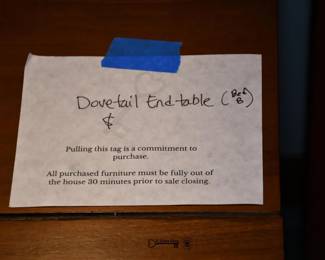 Dovetail End-table (Bed B)
¢
Pulling this tag is a commitment to
purchase.
All purchased furniture must be fully out of
the house 30 minutes prior to sale closing.